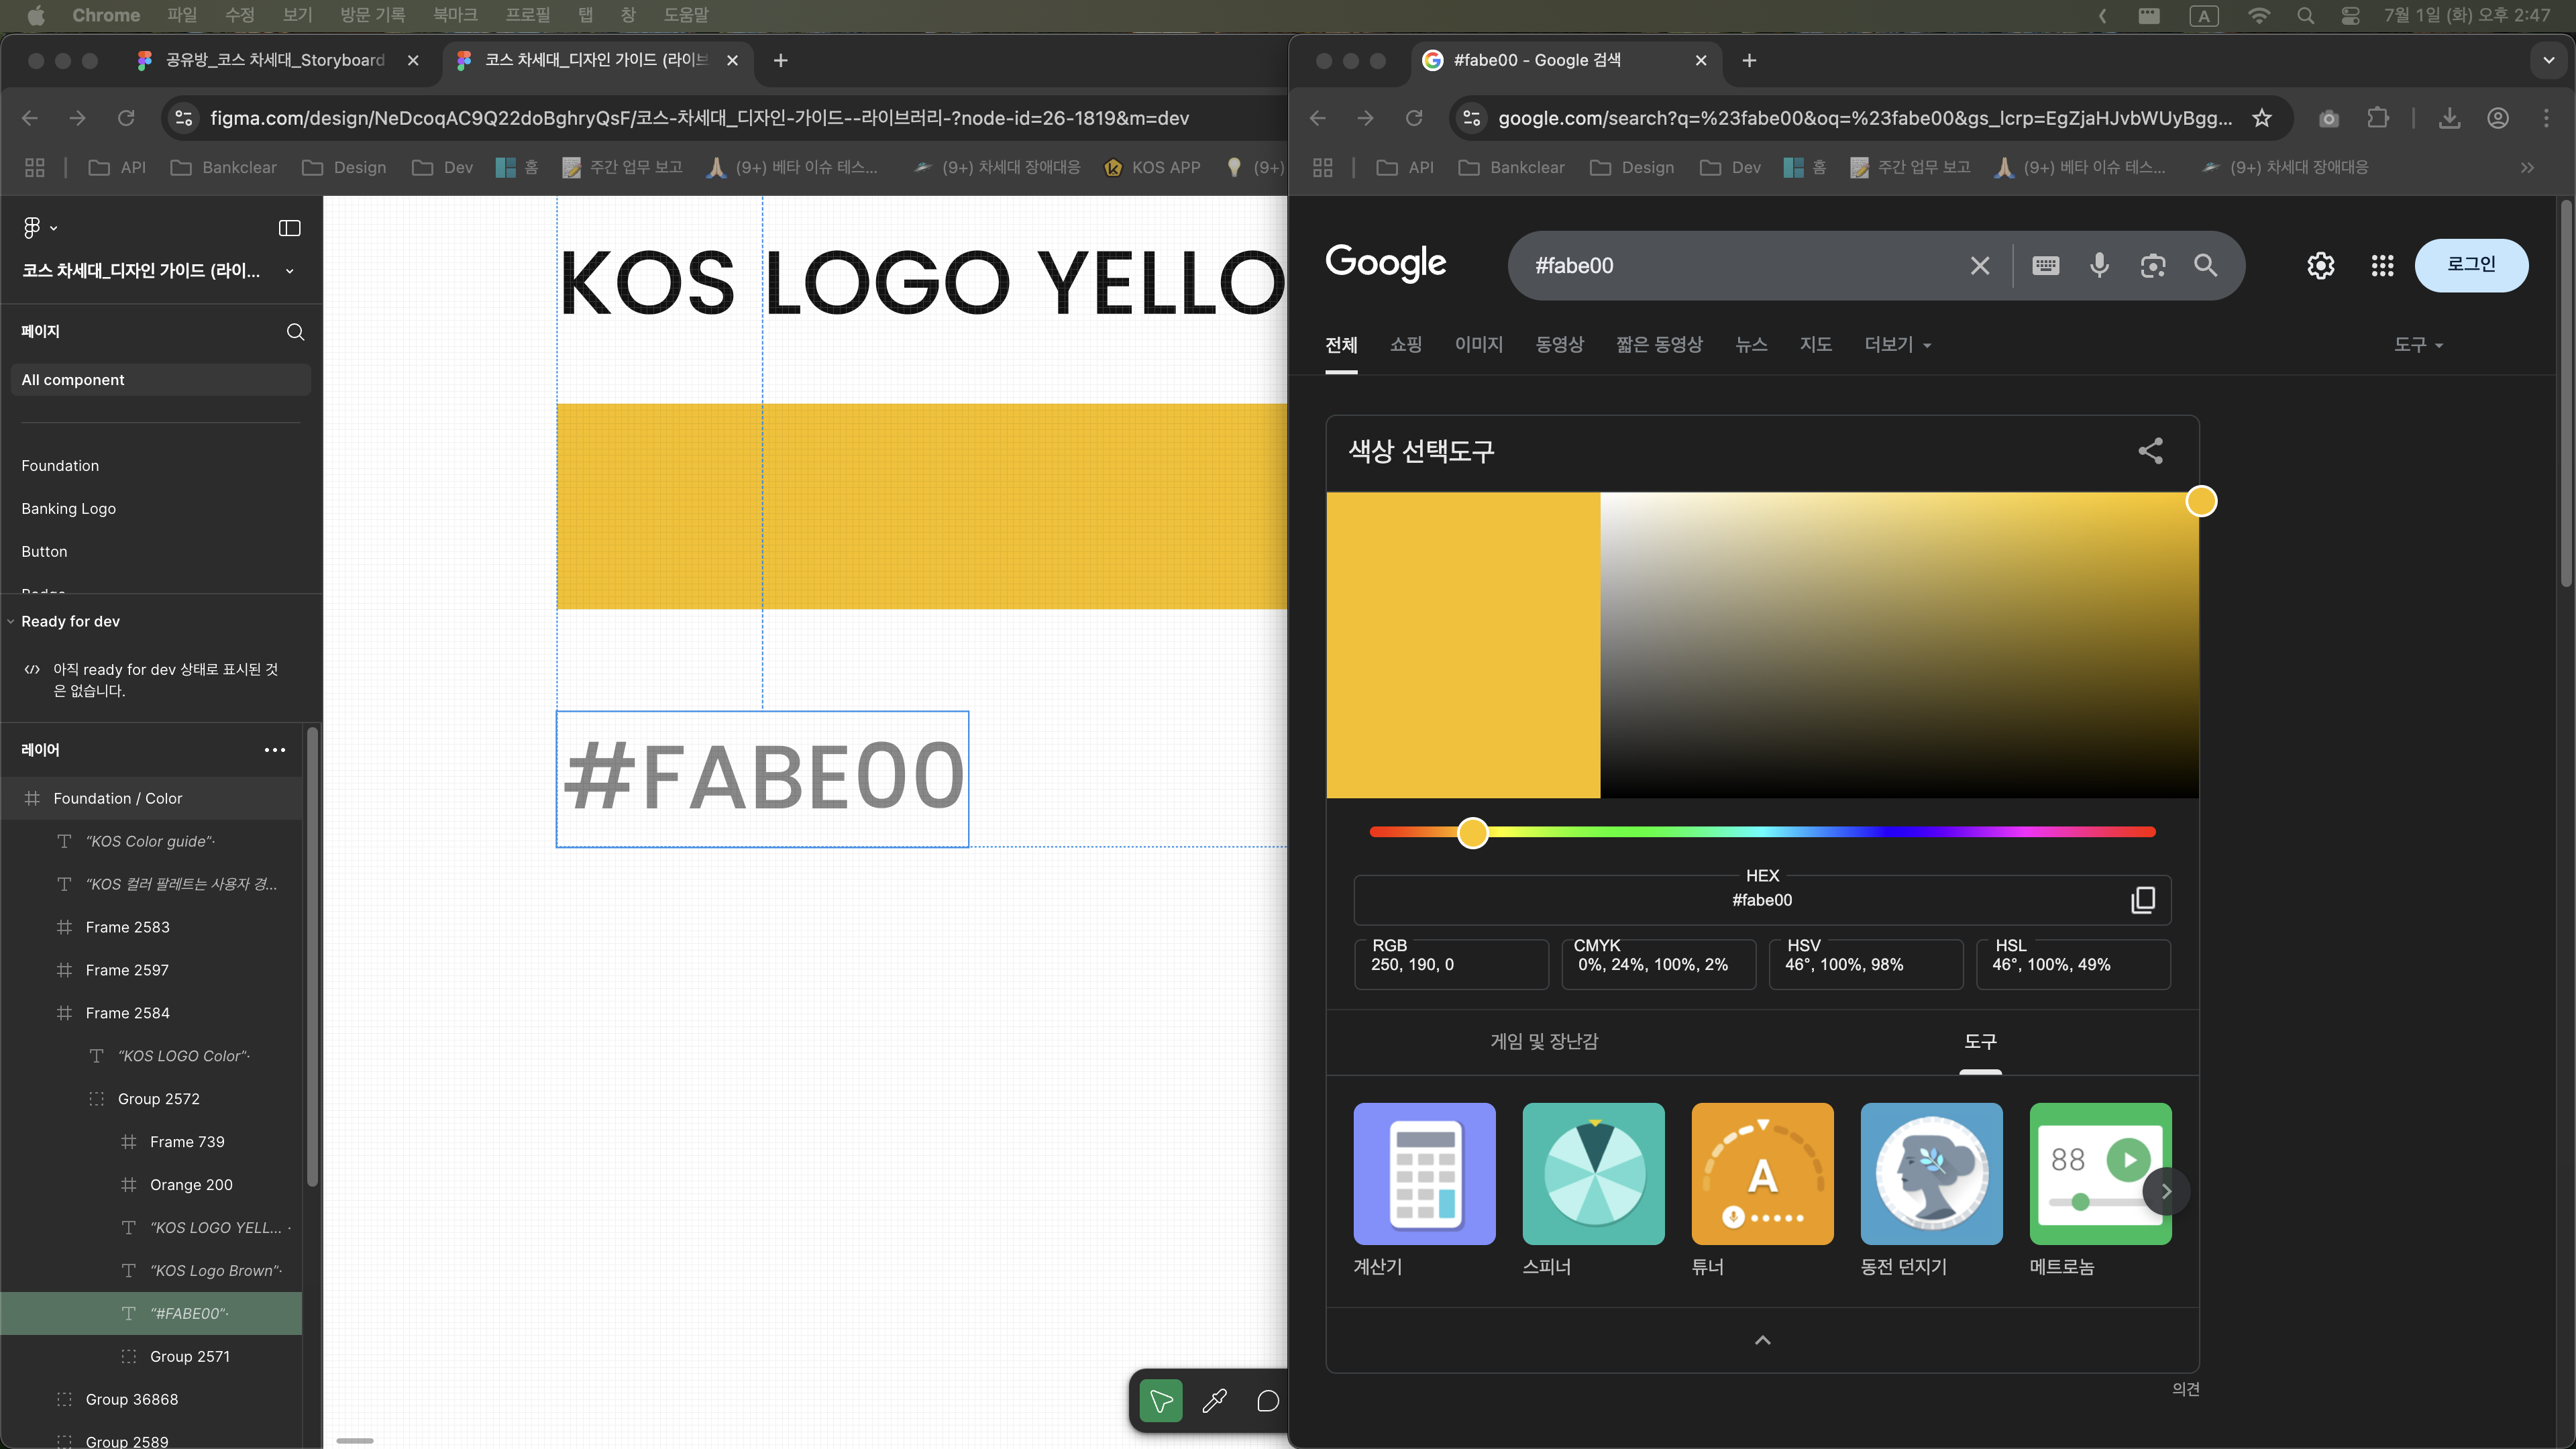 Chrome 파일 수정 보기 방문 기록 북마크 프로필 탭 창 도움말 A 7월 1일 (화) 오후 2:47
공유방_코스 차세대_Storyboard
코스 차세대_디자인 가이드 (라이브
figma.com/design/NeDcoqAC9Q22doBghryQsF/코스-차세대_디자인-가이드--라이브러리-?node-id=26-1819&m=dev
API Bankclear Design Dev 홈 주간 업무 보고 (9+) 베타 이슈 테스... (9+) 차세대 장애대응 KOS APP (9+)
코스 차세대_디자인 가이드 (라이...
페이지
All component
Foundation
Banking Logo
Button
Ready for dev
아직 ready for dev 상태로 표시된 것
은 없습니다.
레이어
Foundation / Color
“KOS Color guide”·
“KOS 컬러 팔레트는 사용자 경...
Frame 2583
Frame 2597
Frame 2584
“KOS LOGO Color”·
Group 2572
Frame 739
Orange 200
“KOS LOGO YELL... ·
“KOS Logo Brown”·
“#FABE00”·
Group 2571
Group 36868
Group 2589
KOS LOGO YELLO
#FABE00
#fabe00 - Google 검색
google.com/search?q=%23fabe00&oq=%23fabe00&gs_lcrp=EgZjaHJvbWUyBgg...
API Bankclear Design Dev 홈 주간 업무 보고 (9+) 베타 이슈 테스... (9+) 차세대 장애대응
Google
#fabe00
로그인
전체 쇼핑 이미지 동영상 짧은 동영상 뉴스 지도 더보기 도구
색상 선택도구
HEX
#fabe00
RGB
250, 190, 0
CMYK
0%, 24%, 100%, 2%
HSV
46°, 100%, 98%
HSL
46°, 100%, 49%
게임 및 장난감 도구
A
88
계산기 스피너 튜너 동전 던지기 메트로놈
의견